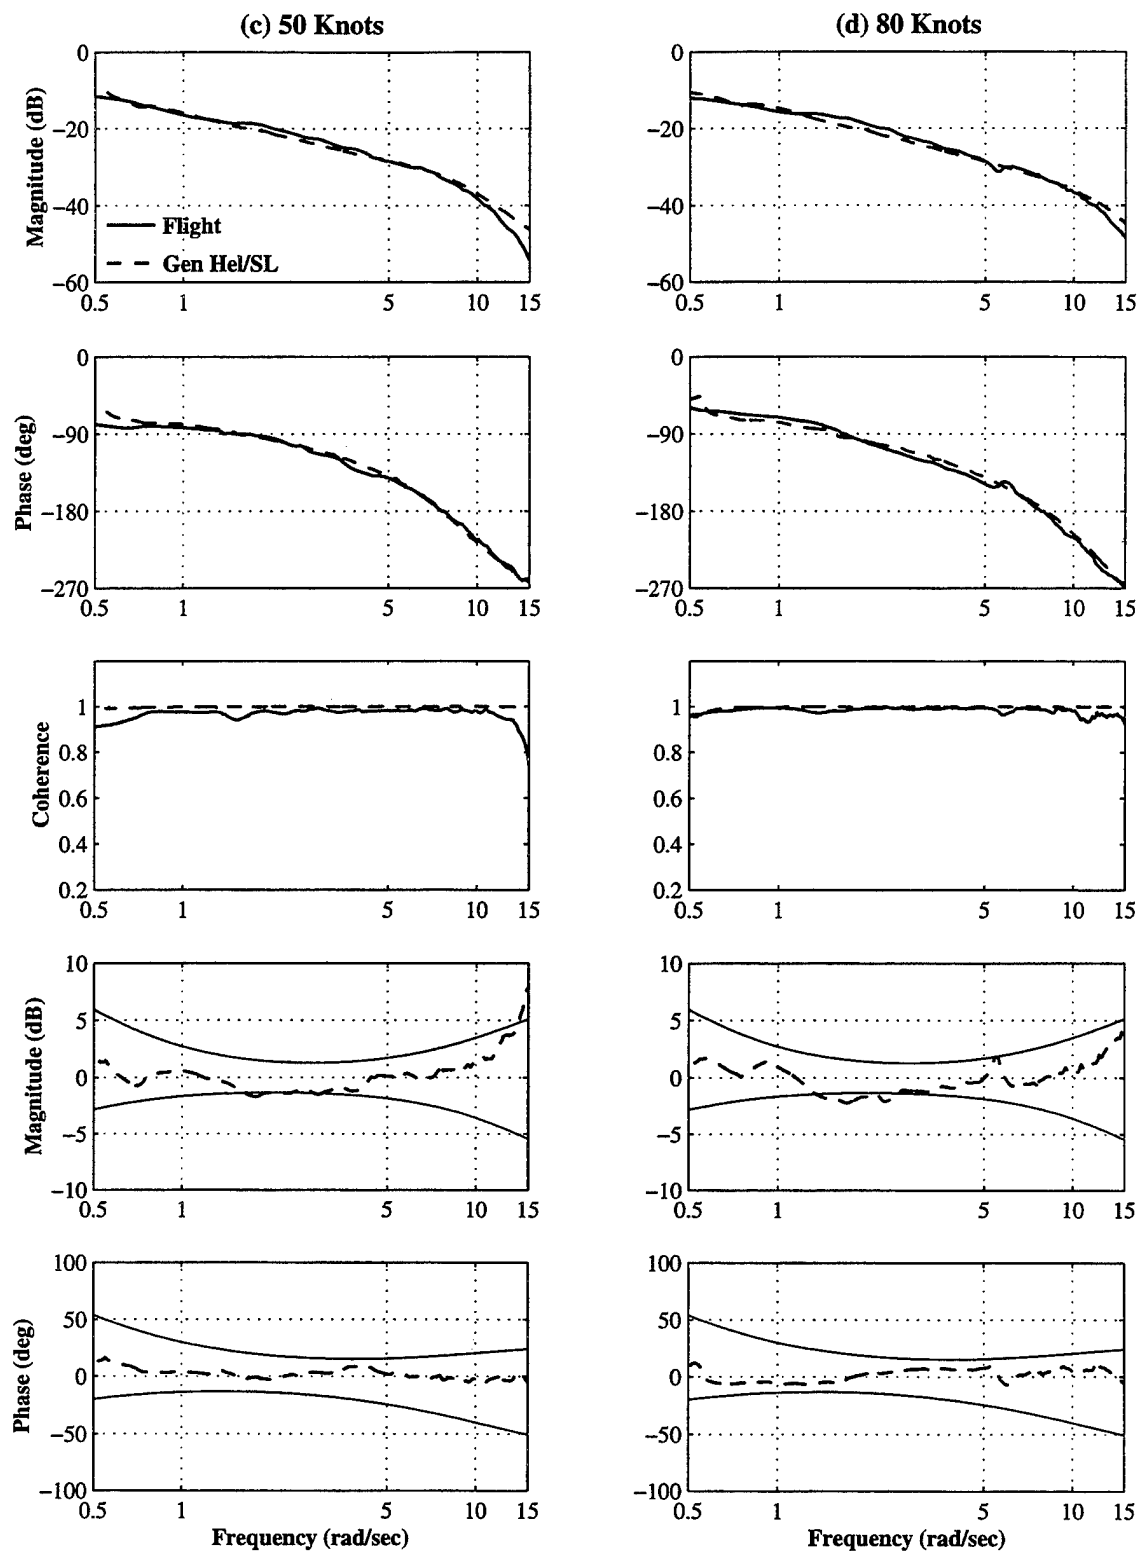 (c) 50 Knots
(d) 80 Knots
Magnitude (dB)
0
−20
−40
−60
Flight
Gen Hel/SL
0.5 1 5 10 15
0
−20
−40
−60
0.5 1 5 10 15
Phase (deg)
0
−90
−180
−270
0.5 1 5 10 15
0
−90
−180
−270
0.5 1 5 10 15
Coherence
1
0.8
0.6
0.4
0.2
0.5 1 5 10 15
1
0.8
0.6
0.4
0.2
0.5 1 5 10 15
Magnitude (dB)
10
5
0
−5
−10
0.5 1 5 10 15
10
5
0
−5
−10
0.5 1 5 10 15
Phase (deg)
100
50
0
−50
−100
0.5 1 5 10 15
Frequency (rad/sec)
100
50
0
−50
−100
0.5 1 5 10 15
Frequency (rad/sec)